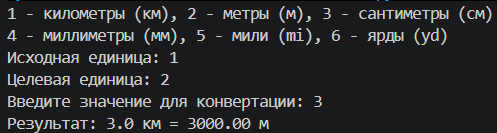 1 - километры (км), 2 - метры (м), 3 - сантиметры (см)
4 - миллиметры (мм), 5 - мили (mi), 6 - ярды (yd)
Исходная единица: 1
Целевая единица: 2
Введите значение для конвертации: 3
Результат: 3.0 км = 3000.00 м